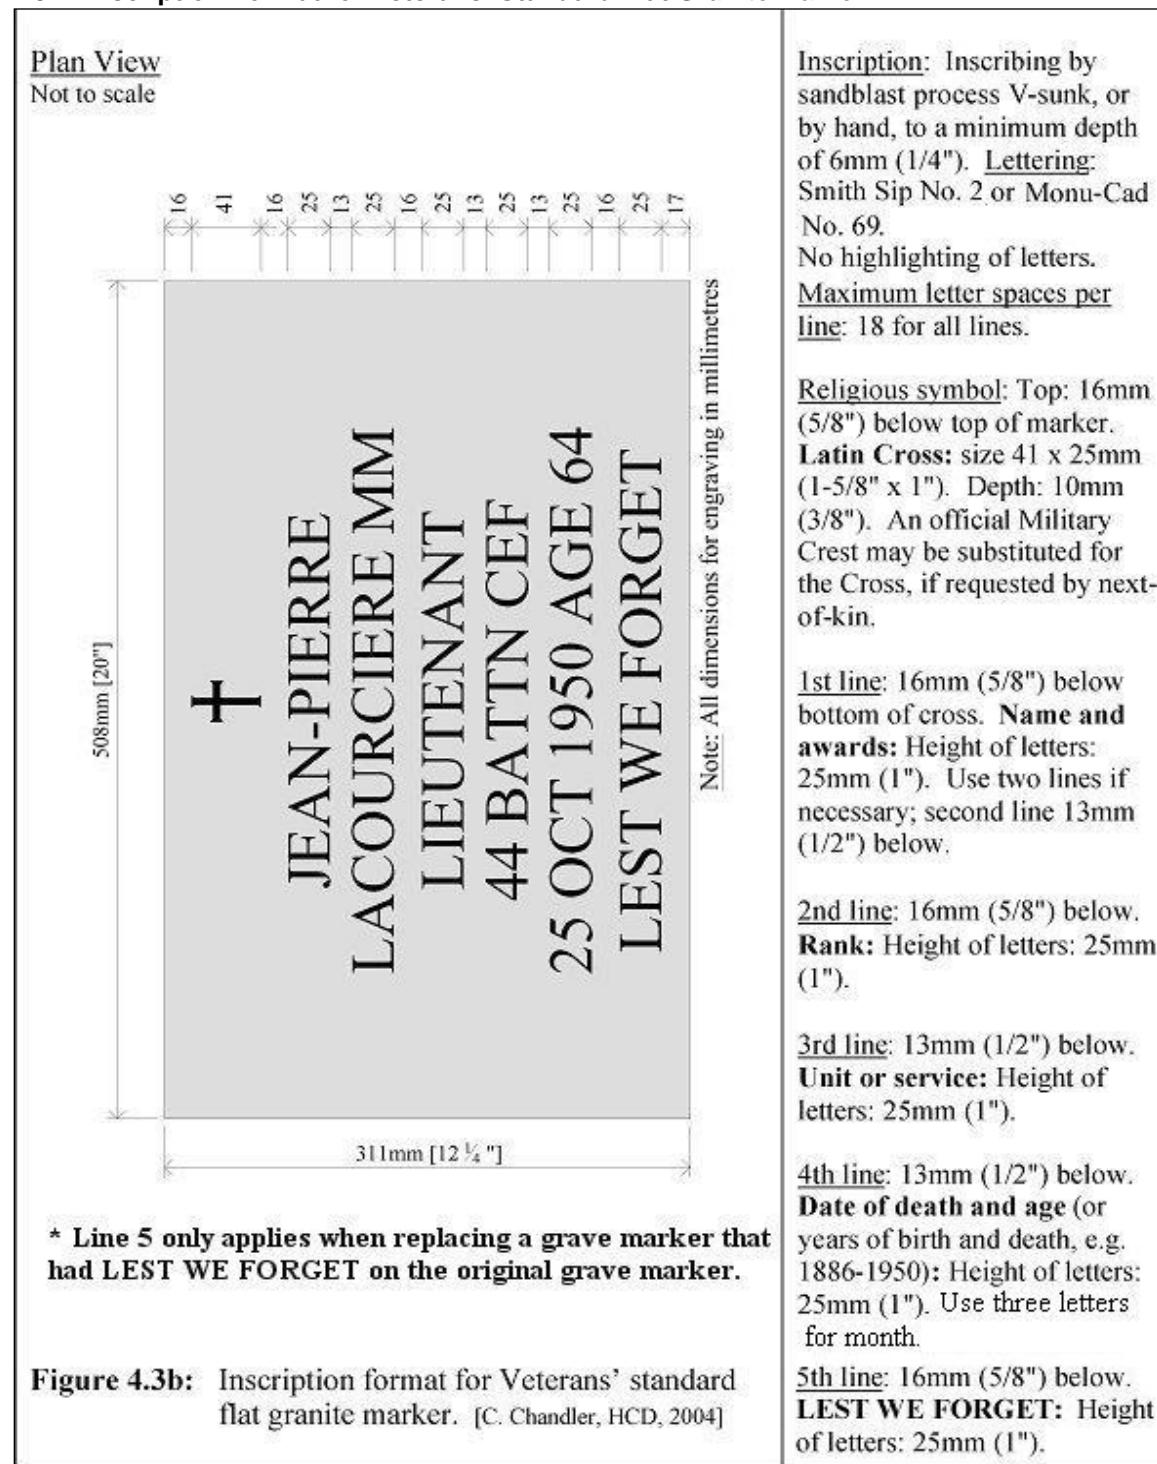 Plan View
Not to scale
16 41 16 25 13 25 16 25 13 25 13 25 16 25 17
508mm [20"]
JEAN-PIERRE
LACOURCIERE MM
LIEUTENANT
44 BATTN CEF
25 OCT 1950 AGE 64
LEST WE FORGET
Note: All dimensions for engraving in millimetres
311mm [12 ¼ "]
* Line 5 only applies when replacing a grave marker that
had LEST WE FORGET on the original grave marker.
Figure 4.3b: Inscription format for Veterans' standard
flat granite marker. [C. Chandler, HCD, 2004]
Inscription: Inscribing by
sandblast process V-sunk, or
by hand, to a minimum depth
of 6mm (1/4"). Lettering:
Smith Sip No. 2 or Monu-Cad
No. 69.
No highlighting of letters.
Maximum letter spaces per
line: 18 for all lines.
Religious symbol: Top: 16mm
(5/8") below top of marker.
Latin Cross: size 41 x 25mm
(1-5/8" x 1"). Depth: 10mm
(3/8"). An official Military
Crest may be substituted for
the Cross, if requested by next-
of-kin.
1st line: 16mm (5/8") below
bottom of cross. Name and
awards: Height of letters:
25mm (1"). Use two lines if
necessary; second line 13mm
(1/2") below.
2nd line: 16mm (5/8") below.
Rank: Height of letters: 25mm
(1").
3rd line: 13mm (1/2") below.
Unit or service: Height of
letters: 25mm (1").
4th line: 13mm (1/2") below.
Date of death and age (or
years of birth and death, e.g.
1886-1950): Height of letters:
25mm (1"). Use three letters
for month.
5th line: 16mm (5/8") below.
LEST WE FORGET: Height
of letters: 25mm (1").